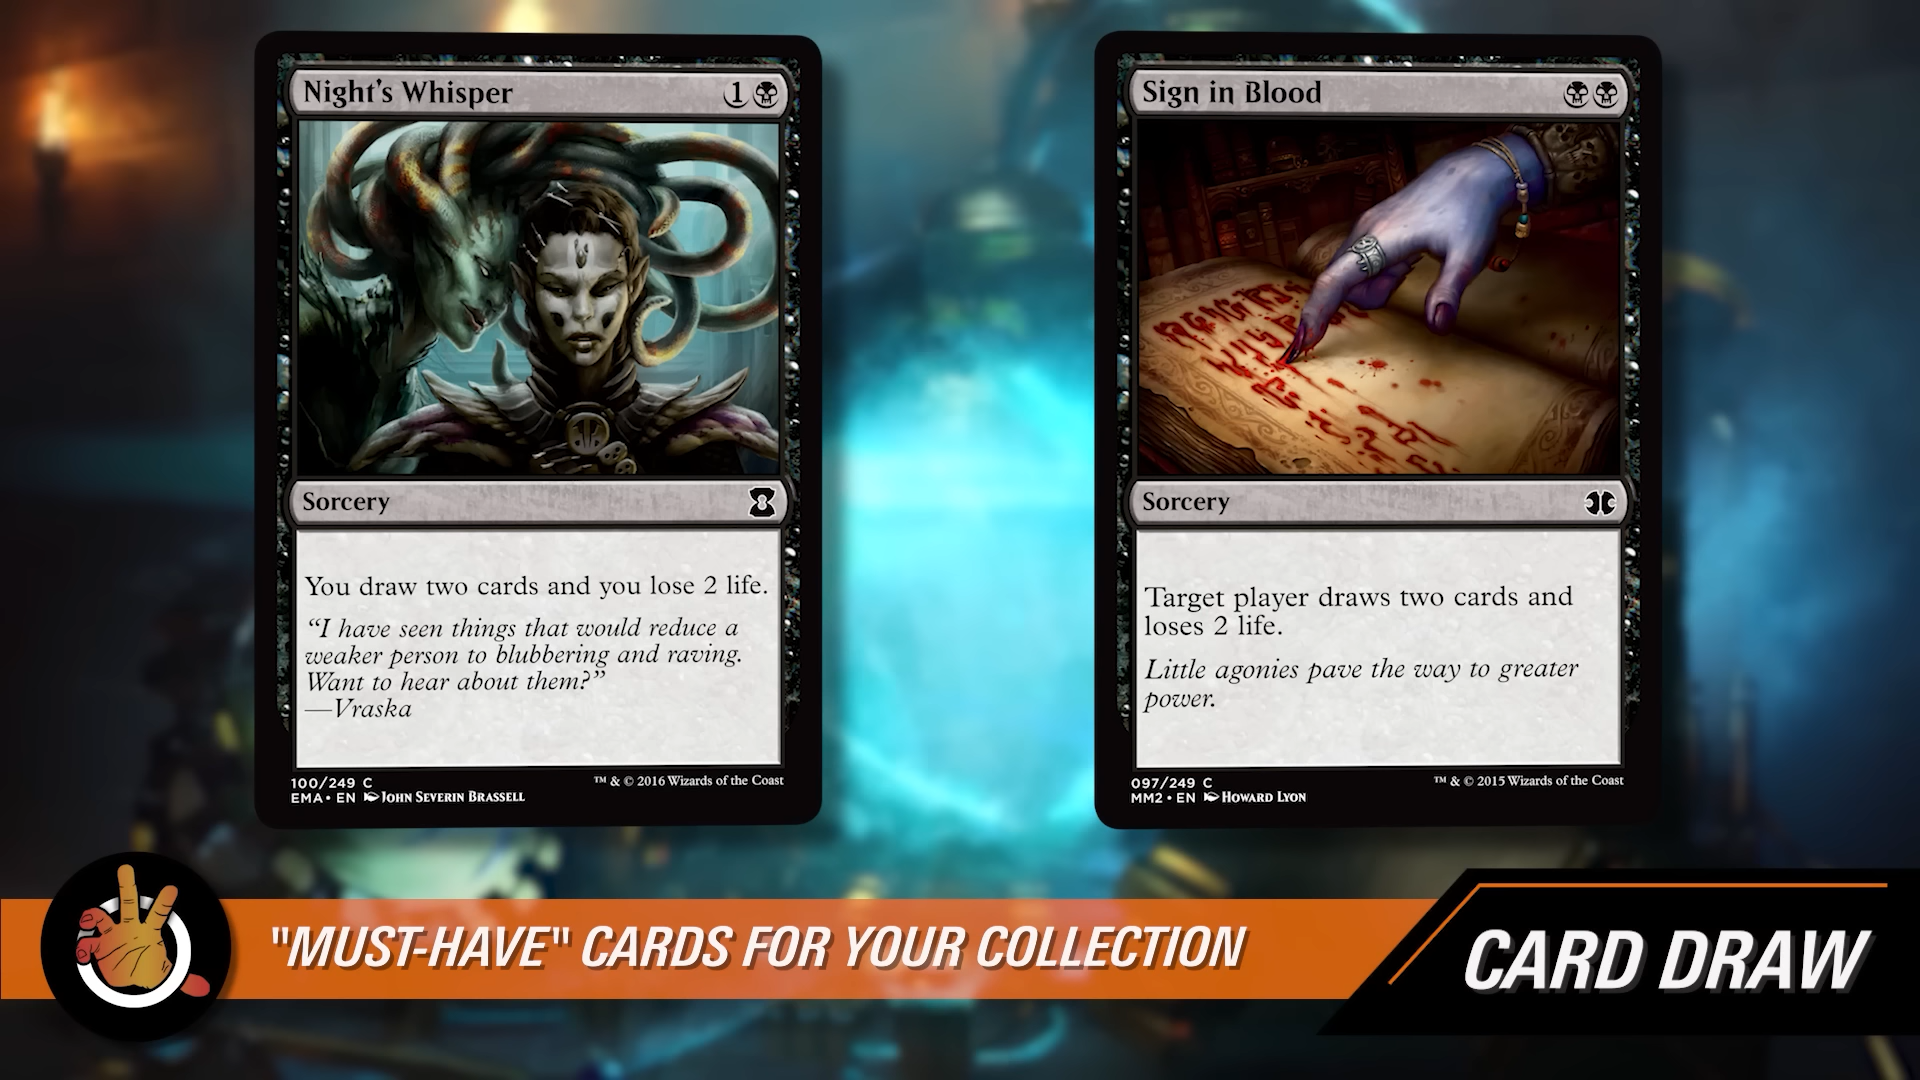 Night's Whisper
1
Sorcery
You draw two cards and you lose 2 life.
“I have seen things that would reduce a
weaker person to blubbering and raving.
Want to hear about them?”
—Vraska
100/249 C
EMA • EN John Severin Brassell
™ & © 2016 Wizards of the Coast
Sign in Blood
Sorcery
Target player draws two cards and
loses 2 life.
Little agonies pave the way to greater
power.
097/249 C
MM2 • EN Howard Lyon
™ & © 2015 Wizards of the Coast
"MUST-HAVE" CARDS FOR YOUR COLLECTION
CARD DRAW